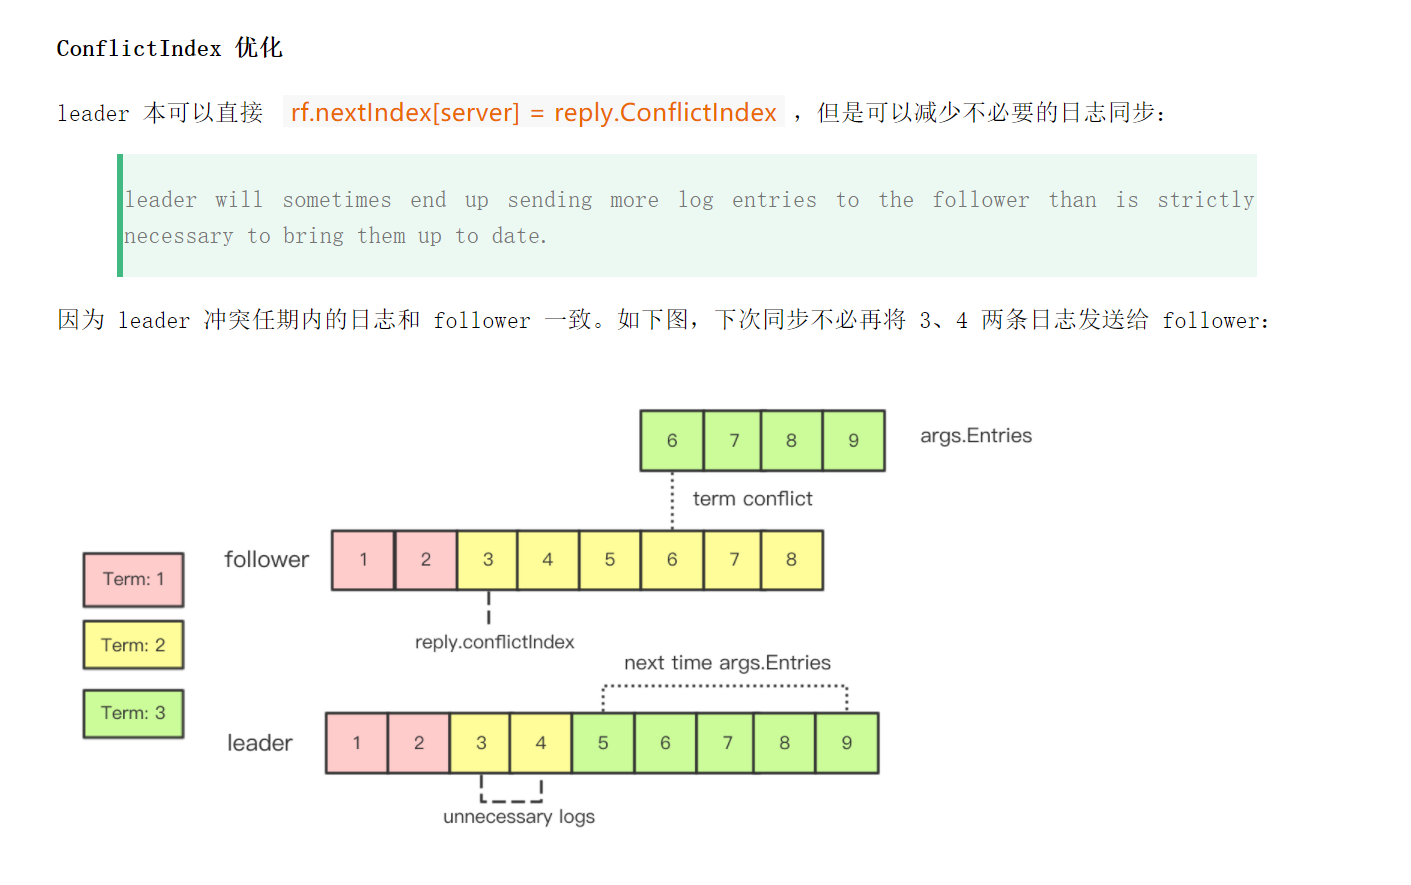 ConflictIndex 优化
leader 本可以直接 rf.nextIndex[server] = reply.ConflictIndex ，但是可以减少不必要的日志同步：
leader will sometimes end up sending more log entries to the follower than is strictly
necessary to bring them up to date.
因为 leader 冲突任期内的日志和 follower 一致。如下图，下次同步不必再将 3、4 两条日志发送给 follower：
6 7 8 9 args.Entries
term conflict
follower 1 2 3 4 5 6 7 8
Term: 1
reply.conflictIndex
Term: 2
next time args.Entries
Term: 3
leader 1 2 3 4 5 6 7 8 9
unnecessary logs